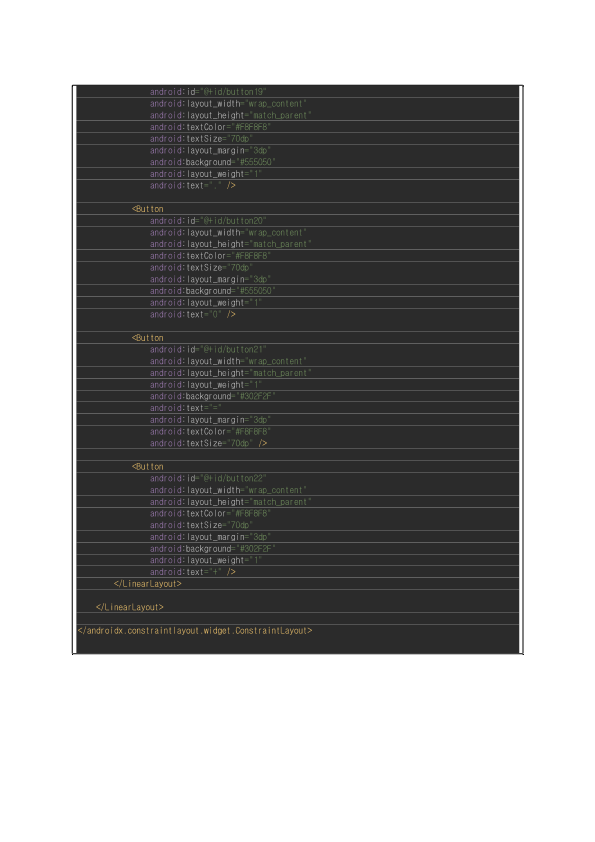 android:id="@+id/button19"
android:layout_width="wrap_content"
android:layout_height="match_parent"
android:textColor="#F8F8F8"
android:textSize="70dp"
android:layout_margin="3dp"
android:background="#555050"
android:layout_weight="1"
android:text="." />
<Button
android:id="@+id/button20"
android:layout_width="wrap_content"
android:layout_height="match_parent"
android:textColor="#F8F8F8"
android:textSize="70dp"
android:layout_margin="3dp"
android:background="#555050"
android:layout_weight="1"
android:text="0" />
<Button
android:id="@+id/button21"
android:layout_width="wrap_content"
android:layout_height="match_parent"
android:layout_weight="1"
android:background="#302F2F"
android:text="="
android:layout_margin="3dp"
android:textColor="#F8F8F8"
android:textSize="70dp" />
<Button
android:id="@+id/button22"
android:layout_width="wrap_content"
android:layout_height="match_parent"
android:textColor="#F8F8F8"
android:textSize="70dp"
android:layout_margin="3dp"
android:background="#302F2F"
android:layout_weight="1"
android:text="+" />
</LinearLayout>
</LinearLayout>
</androidx.constraintlayout.widget.ConstraintLayout>